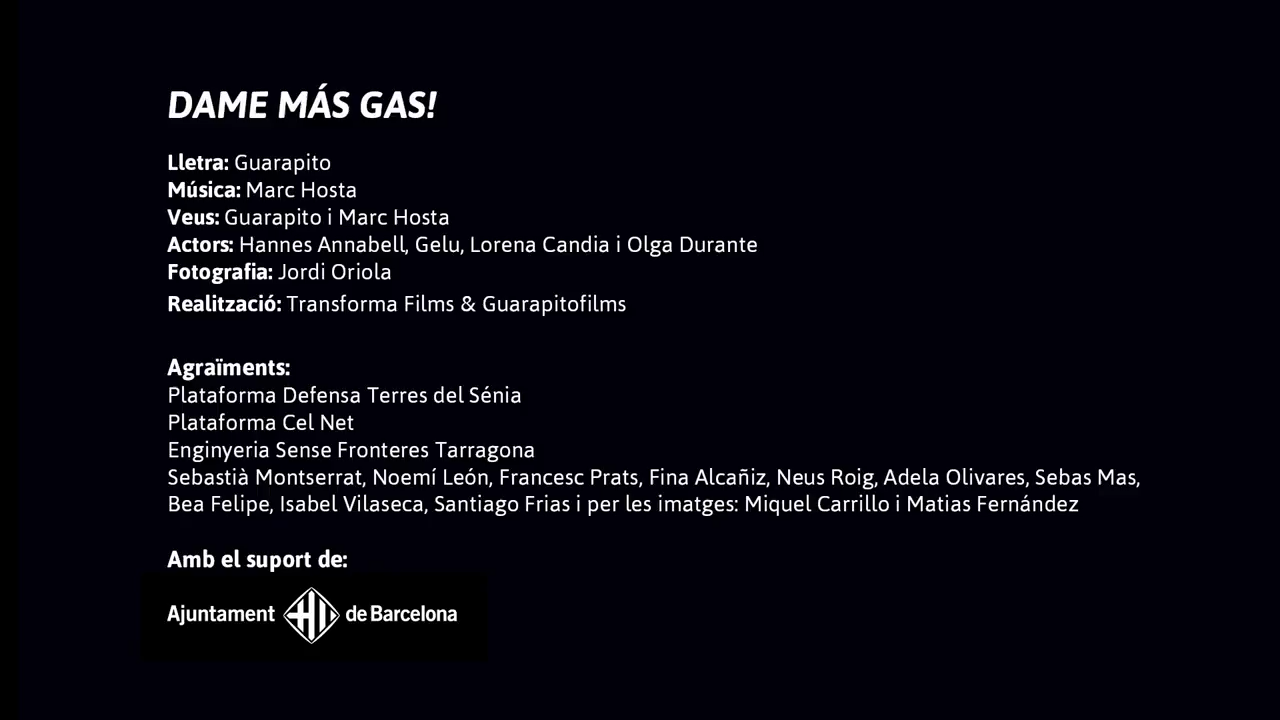 DAME MÁS GAS!
Lletra: Guarapito
Música: Marc Hosta
Veus: Guarapito i Marc Hosta
Actors: Hannes Annabell, Gelu, Lorena Candia i Olga Durante
Fotografia: Jordi Oriola
Realització: Transforma Films & Guarapitofilms
Agraïments:
Plataforma Defensa Terres del Sénia
Plataforma Cel Net
Enginyeria Sense Fronteres Tarragona
Sebastià Montserrat, Noemí León, Francesc Prats, Fina Alcañiz, Neus Roig, Adela Olivares, Sebas Mas,
Bea Felipe, Isabel Vilaseca, Santiago Frias i per les imatges: Miquel Carrillo i Matias Fernández
Amb el suport de:
Ajuntament de Barcelona